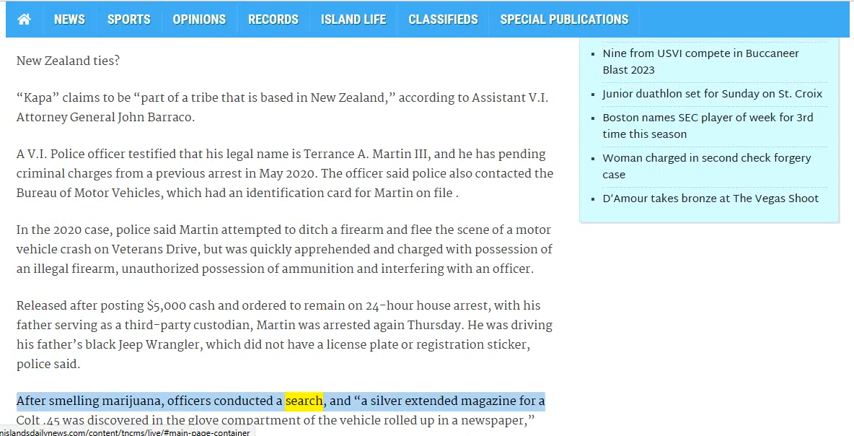 NEWS SPORTS OPINIONS RECORDS ISLAND LIFE CLASSIFIEDS SPECIAL PUBLICATIONS
New Zealand ties?
“Kapa” claims to be “part of a tribe that is based in New Zealand,” according to Assistant V.I.
Attorney General John Barraco.
A V.I. Police officer testified that his legal name is Terrance A. Martin III, and he has pending
criminal charges from a previous arrest in May 2020. The officer said police also contacted the
Bureau of Motor Vehicles, which had an identification card for Martin on file .
In the 2020 case, police said Martin attempted to ditch a firearm and flee the scene of a motor
vehicle crash on Veterans Drive, but was quickly apprehended and charged with possession of
an illegal firearm, unauthorized possession of ammunition and interfering with an officer.
Released after posting $5,000 cash and ordered to remain on 24-hour house arrest, with his
father serving as a third-party custodian, Martin was arrested again Thursday. He was driving
his father’s black Jeep Wrangler, which did not have a license plate or registration sticker,
police said.
After smelling marijuana, officers conducted a search, and “a silver extended magazine for a
Colt .45 was discovered in the glove compartment of the vehicle rolled up in a newspaper,”
nislandsdailynews.com/content/tncms/live/#main-page-container
Nine from USVI compete in Buccaneer
Blast 2023
Junior duathlon set for Sunday on St. Croix
Boston names SEC player of week for 3rd
time this season
Woman charged in second check forgery
case
D’Amour takes bronze at The Vegas Shoot